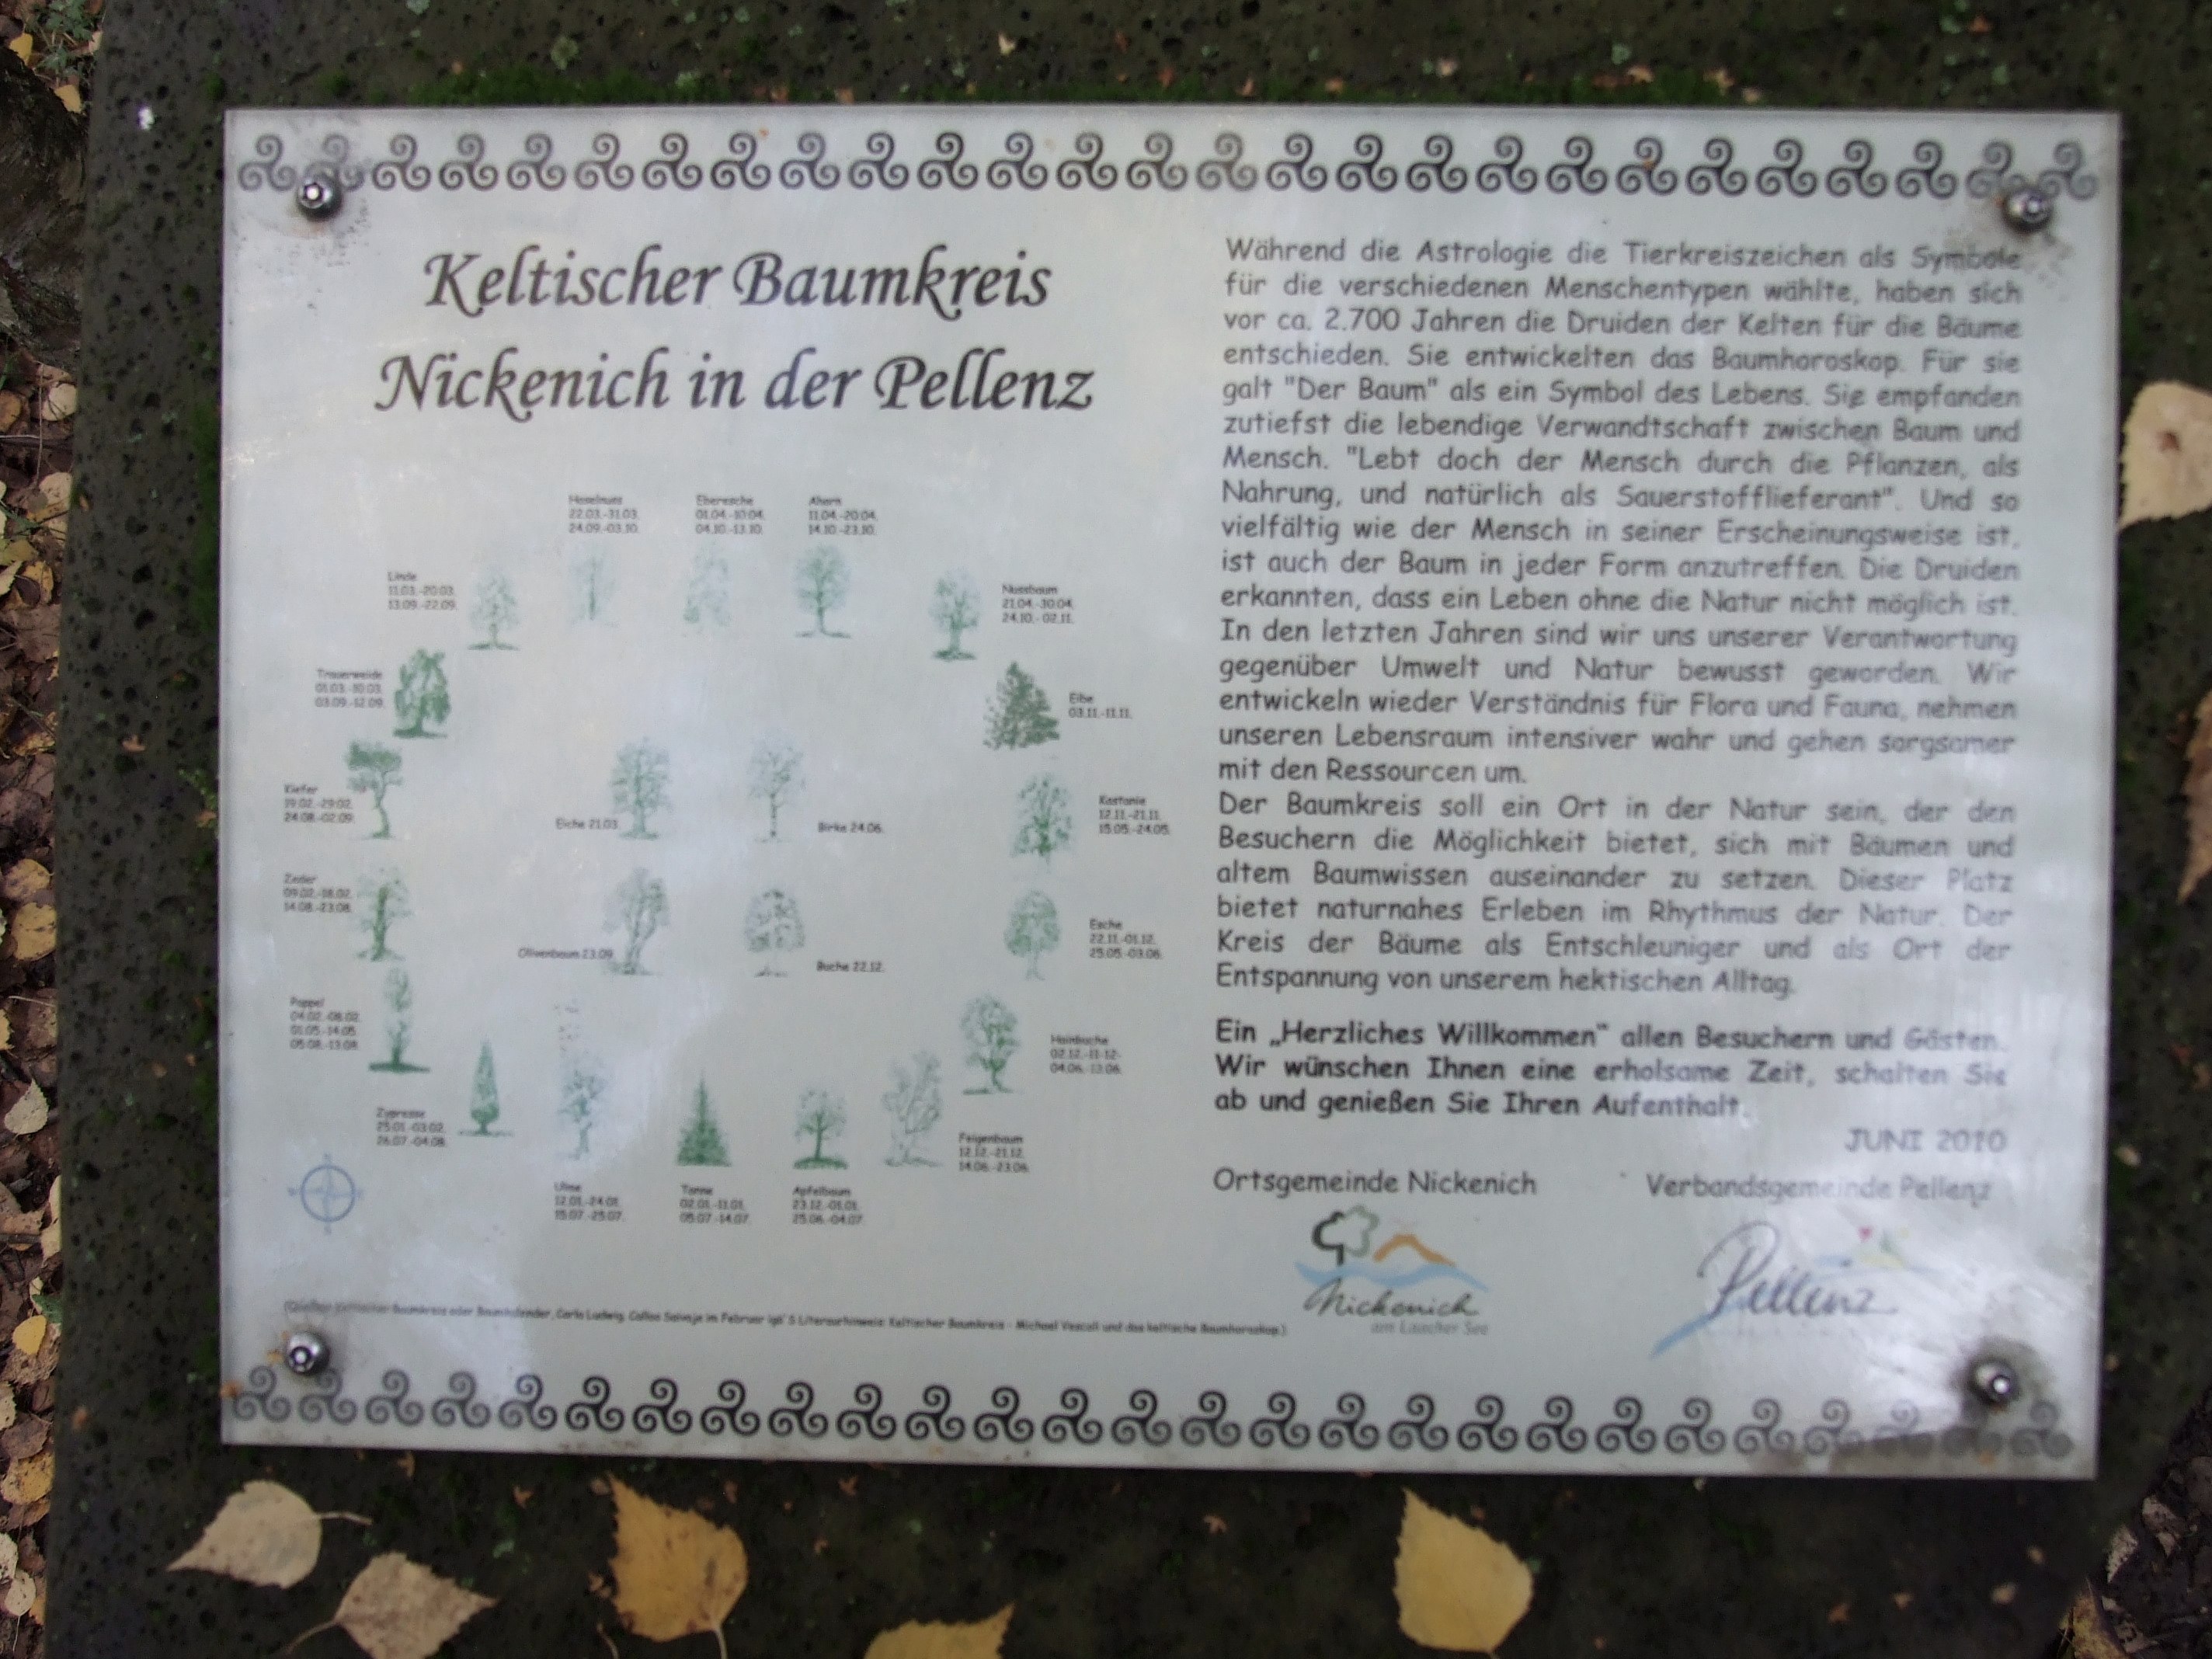 Keltischer Baumkreis
Nickenich in der Pellenz
Haselnuss
22.03.-31.03.
24.09.-03.10.
Eberesche
01.04.-10.04.
04.10.-13.10.
Ahorn
11.04.-20.04.
14.10.-23.10.
Linde
11.03.-20.03.
13.09.-22.09.
Nussbaum
21.04.-30.04.
24.10.-02.11.
Trauerweide
01.03.-10.03.
03.09.-12.09.
Eibe
03.11.-11.11.
Kiefer
19.02.-29.02.
24.08.-02.09.
Eiche 21.03.
Birke 24.06.
Kastanie
12.11.-21.11.
15.05.-24.05.
Zeder
09.02.-18.02.
14.08.-23.08.
Olivenbaum 23.09.
Buche 22.12.
Esche
22.11.-01.12.
25.05.-03.06.
Pappel
04.02.-08.02.
01.05.-14.05.
05.08.-13.08.
Hainbuche
02.12.-11-12-
04.06.-13.06.
Zypresse
25.01.-03.02.
26.07.-04.08.
Feigenbaum
12.12.-21.12.
14.06.-23.06.
Ulme
12.01.-24.01.
15.07.-25.07.
Tanne
02.01.-11.01.
05.07.-14.07.
Apfelbaum
23.12.-01.01.
25.06.-04.07.
Keltischer Baumkreis oder Baumkalender, Carlo Ludwig, Salvaje im Februar Literaurhinweis: Keltischer Baumkreis - Michael Vescoli und das keltische Baumhoroskop.)
Während die Astrologie die Tierkreiszeichen als Symbole
für die verschiedenen Menschentypen wählte, haben sich
vor ca. 2.700 Jahren die Druiden der Kelten für die Bäume
entschieden. Sie entwickelten das Baumhoroskop. Für sie
galt "Der Baum" als ein Symbol des Lebens. Sie empfanden
zutiefst die lebendige Verwandtschaft zwischen Baum und
Mensch. "Lebt doch der Mensch durch die Pflanzen, als
Nahrung, und natürlich als Sauerstofflieferant". Und so
vielfältig wie der Mensch in seiner Erscheinungsweise ist,
ist auch der Baum in jeder Form anzutreffen. Die Druiden
erkannten, dass ein Leben ohne die Natur nicht möglich ist.
In den letzten Jahren sind wir uns unserer Verantwortung
gegenüber Umwelt und Natur bewusst geworden. Wir
entwickeln wieder Verständnis für Flora und Fauna, nehmen
unseren Lebensraum intensiver wahr und gehen sorgsamer
mit den Ressourcen um.
Der Baumkreis soll ein Ort in der Natur sein, der den
Besuchern die Möglichkeit bietet, sich mit Bäumen und
altem Baumwissen auseinander zu setzen. Dieser Platz
bietet naturnahes Erleben im Rhythmus der Natur. Der
Kreis der Bäume als Entschleuniger und als Ort der
Entspannung von unserem hektischen Alltag.
Ein „Herzliches Willkommen" allen Besuchern und Gästen.
Wir wünschen Ihnen eine erholsame Zeit, schalten Sie
ab und genießen Sie Ihren Aufenthalt.
JUNI 2010
Ortsgemeinde Nickenich
Verbandsgemeinde Pellenz
Nickenich
am Laacher See
Pellenz